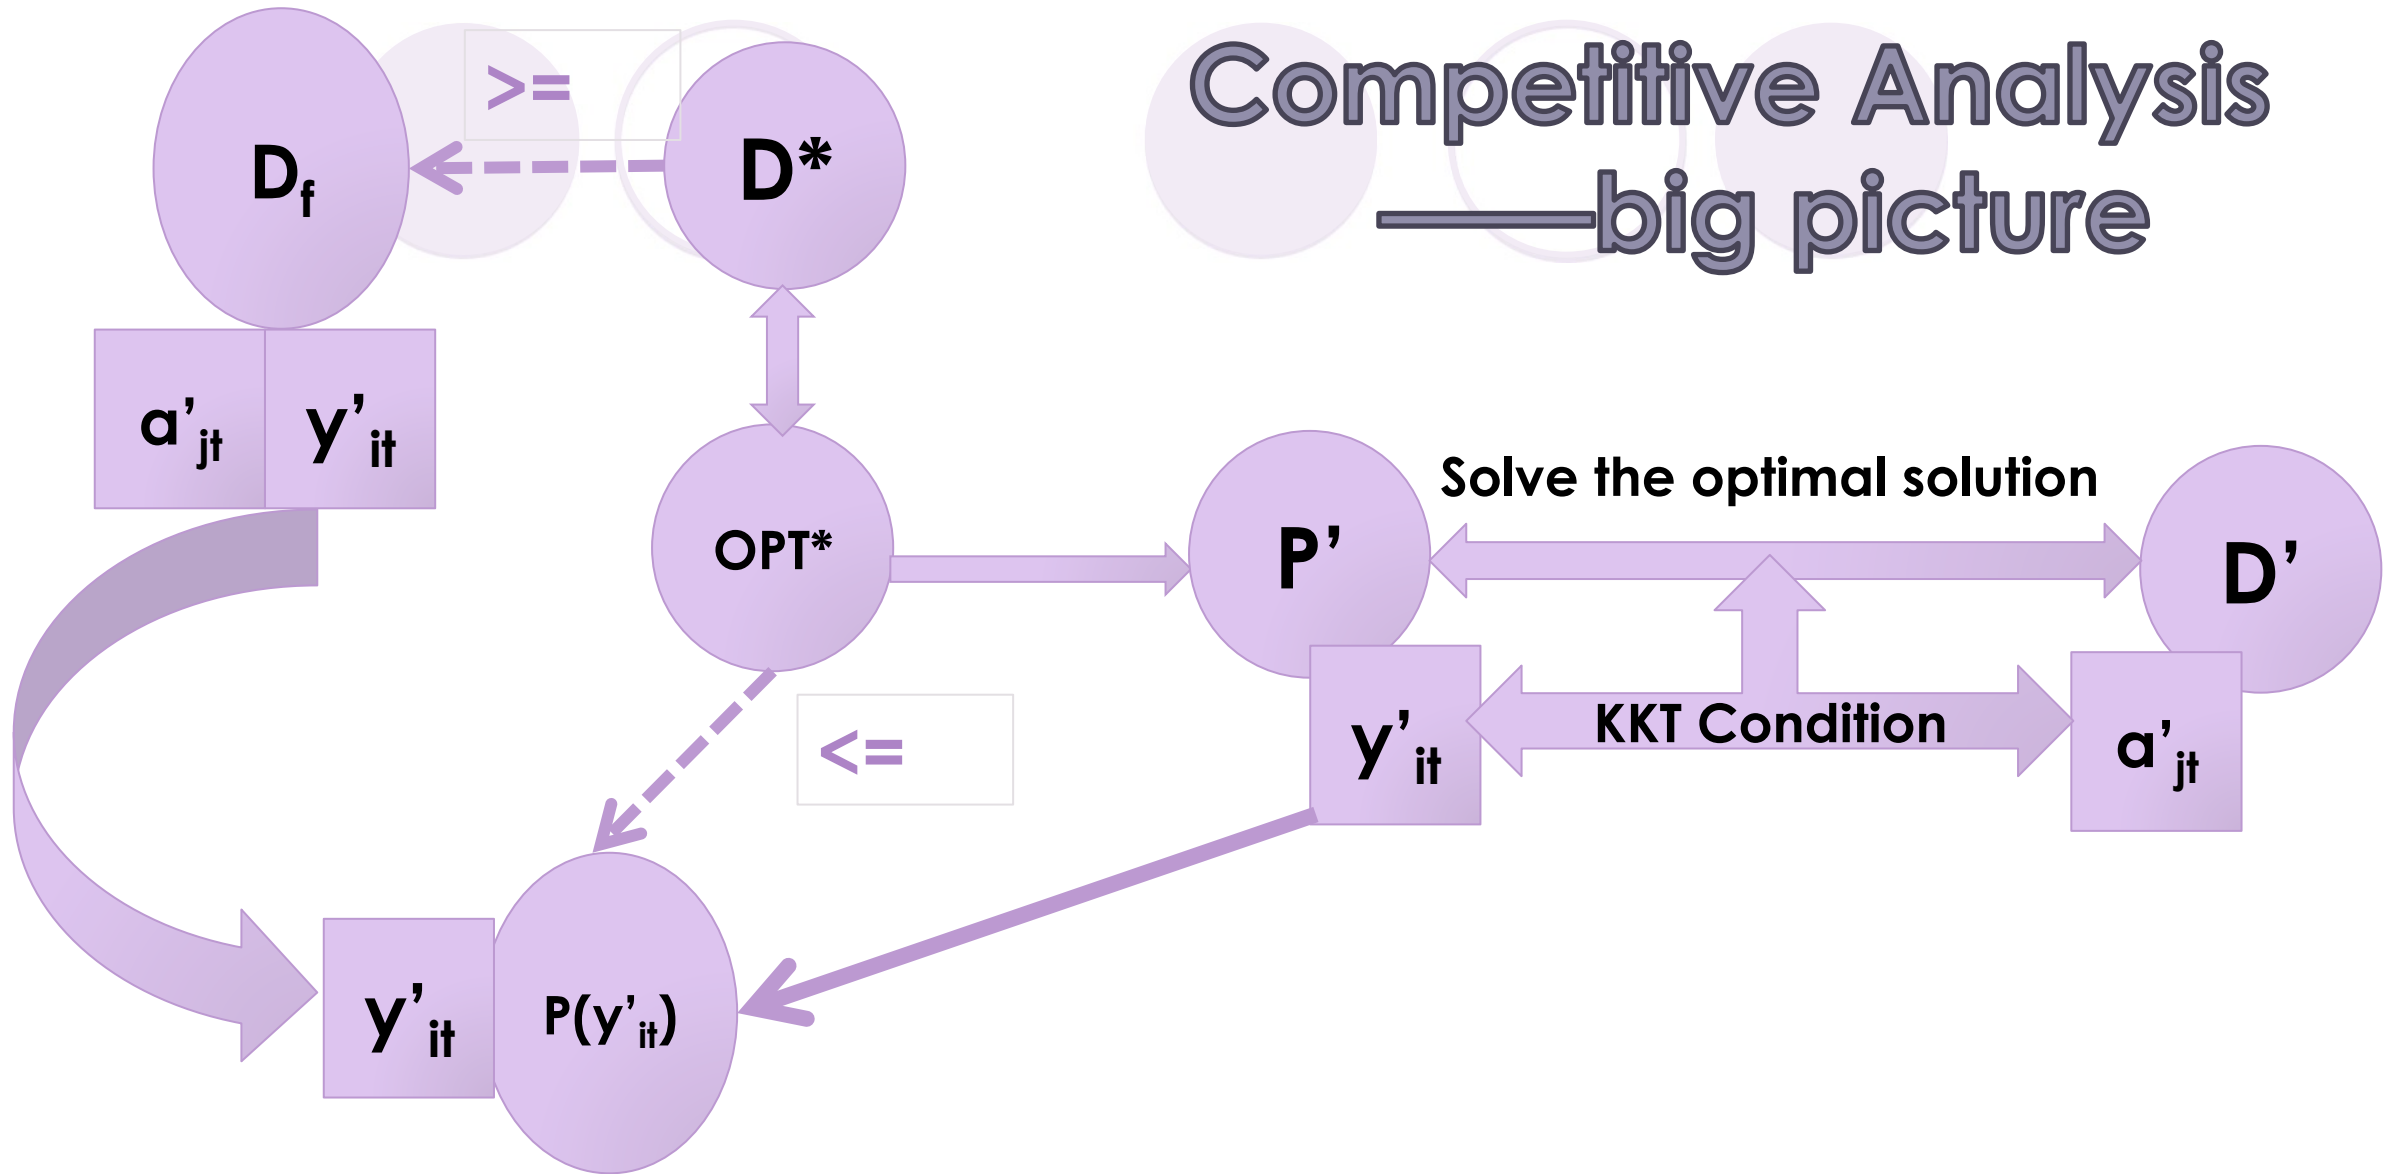 Competitive Analysis
——big picture
>=
D*
D_f
a'_jt
y'_it
OPT*
P'
Solve the optimal solution
D'
<=
y'_it
KKT Condition
a'_jt
y'_it
P(y'_it)